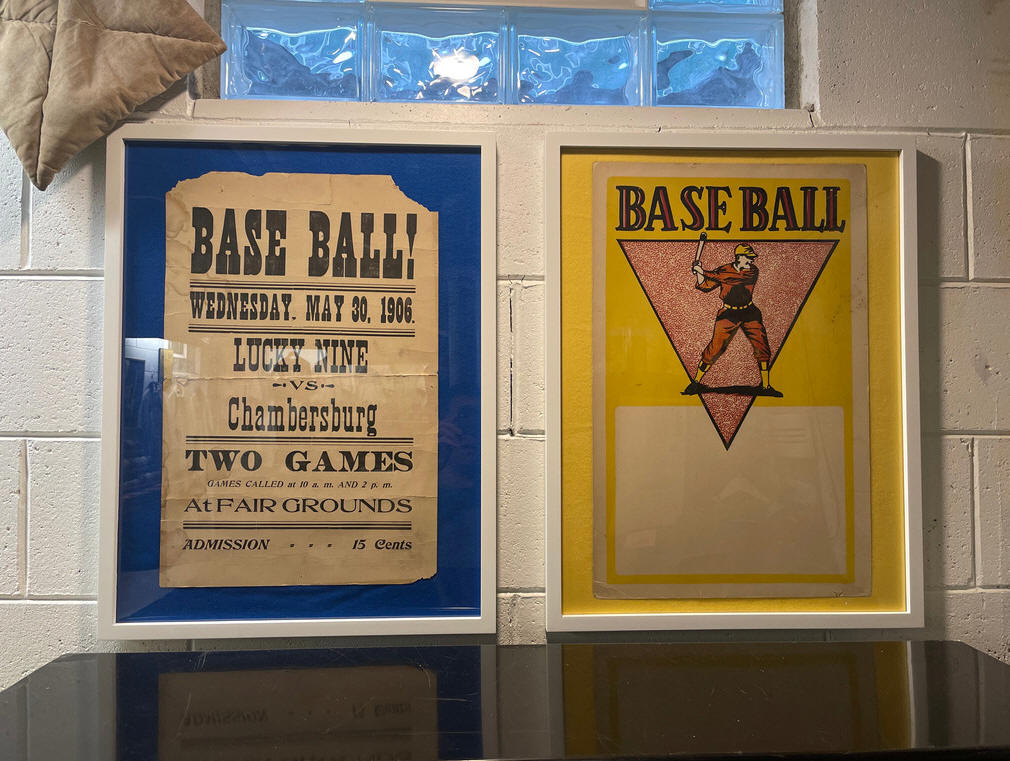 BASE BALL!
WEDNESDAY. MAY 30, 1906.
LUCKY NINE
VS
Chambersburg
TWO GAMES
GAMES CALLED at 10 a. m. AND 2 p. m.
At FAIR GROUNDS
ADMISSION - - - 15 Cents
BASE BALL